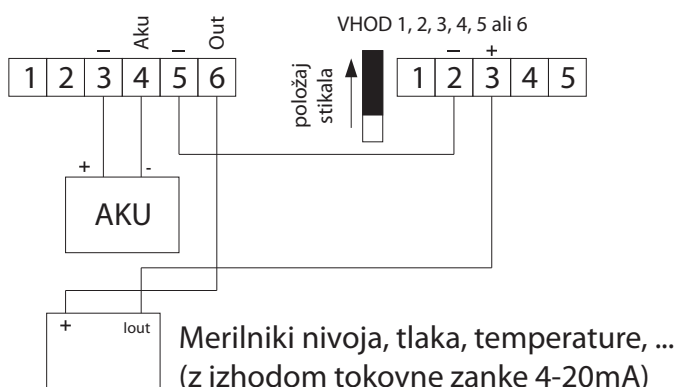 — Aku — Out
1 2 3 4 5 6
VHOD 1, 2, 3, 4, 5 ali 6
položaj
stikala
– +
1 2 3 4 5
+ -
AKU
+ Iout
Merilniki nivoja, tlaka, temperature, ...
(z izhodom tokovne zanke 4-20mA)